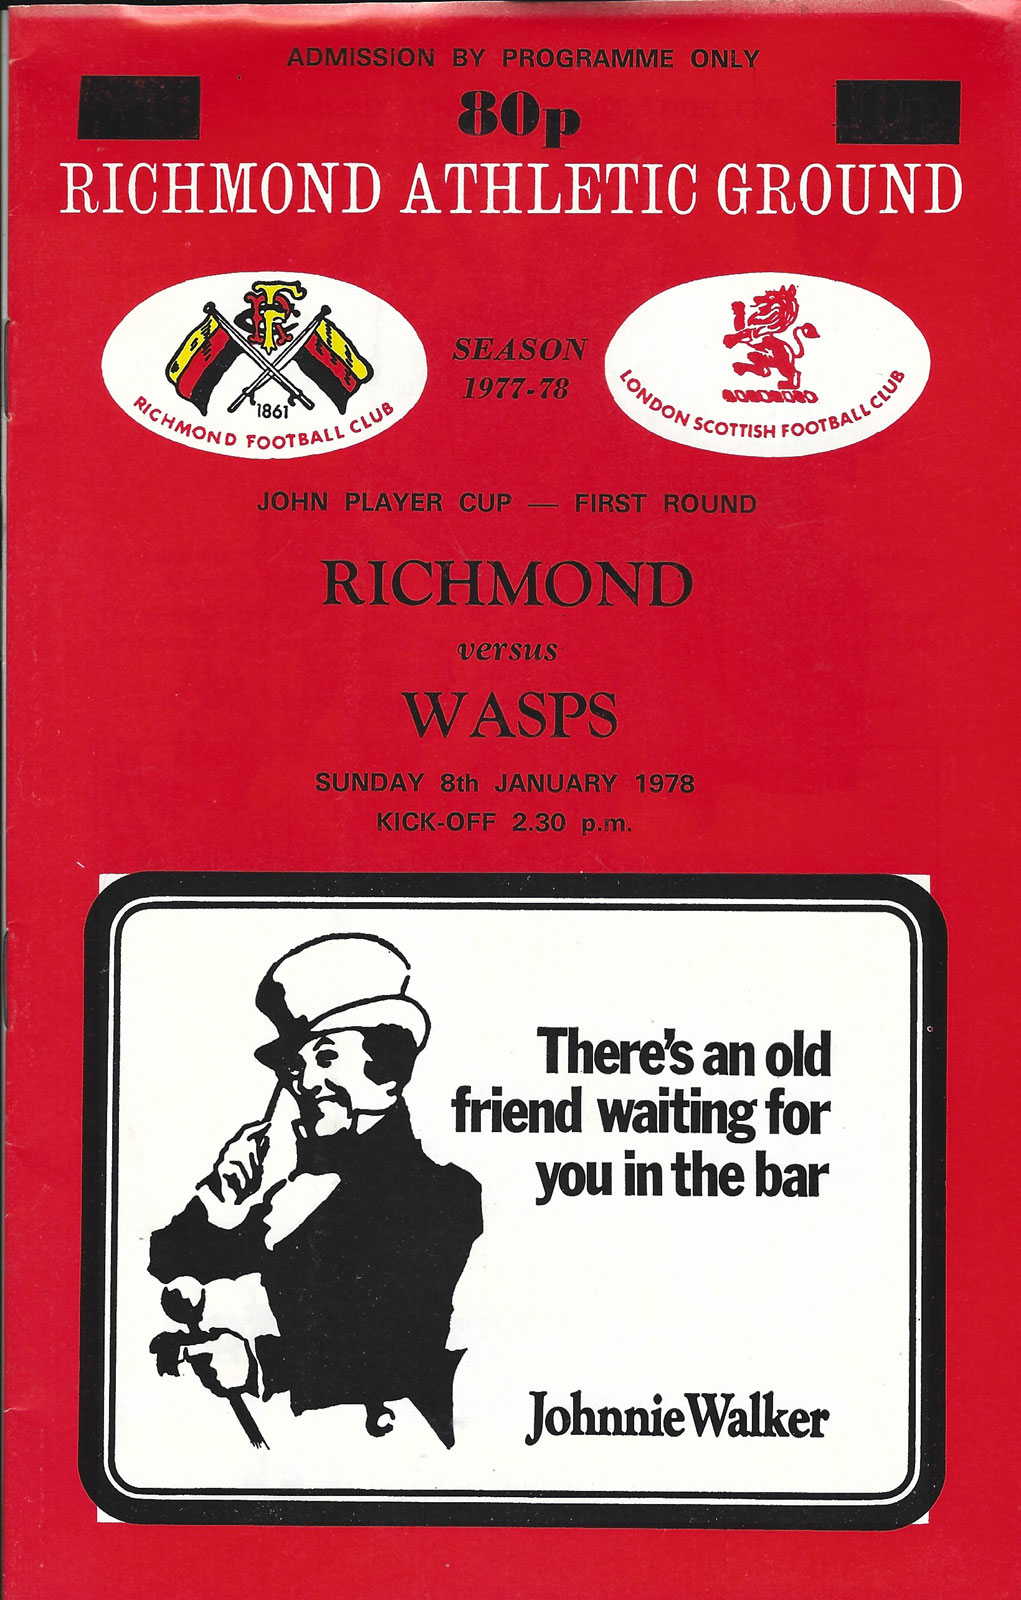 ADMISSION BY PROGRAMME ONLY
80p
RICHMOND ATHLETIC GROUND
1861
RICHMOND FOOTBALL CLUB
SEASON
1977-78
LONDON SCOTTISH FOOTBALL CLUB
JOHN PLAYER CUP — FIRST ROUND
RICHMOND
versus
WASPS
SUNDAY 8th JANUARY 1978
KICK-OFF 2.30 p.m.
There's an old
friend waiting for
you in the bar
Johnnie Walker